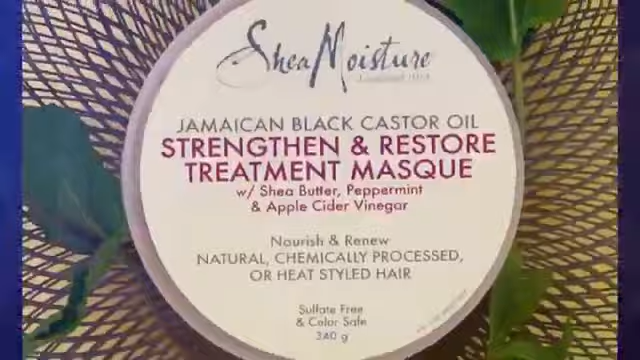 SheaMoisture
JAMAICAN BLACK CASTOR OIL
STRENGTHEN & RESTORE
TREATMENT MASQUE
w/ Shea Butter, Peppermint
& Apple Cider Vinegar
Nourish & Renew
NATURAL, CHEMICALLY PROCESSED,
OR HEAT STYLED HAIR
Sulfate Free
& Color Safe
340 g